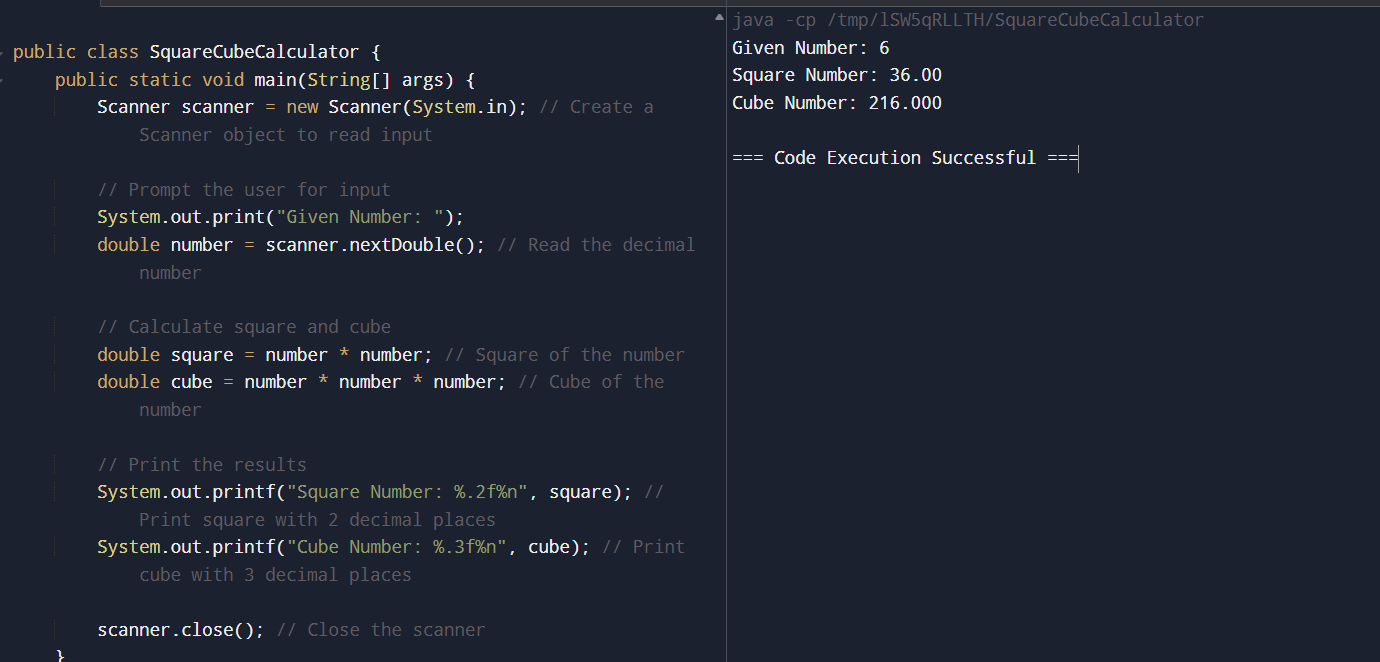 public class SquareCubeCalculator {
    public static void main(String[] args) {
        Scanner scanner = new Scanner(System.in); // Create a
            Scanner object to read input
        // Prompt the user for input
        System.out.print("Given Number: ");
        double number = scanner.nextDouble(); // Read the decimal
            number
        // Calculate square and cube
        double square = number * number; // Square of the number
        double cube = number * number * number; // Cube of the
            number
        // Print the results
        System.out.printf("Square Number: %.2f%n", square); //
            Print square with 2 decimal places
        System.out.printf("Cube Number: %.3f%n", cube); // Print
            cube with 3 decimal places
        scanner.close(); // Close the scanner
    }
java -cp /tmp/lSW5qRLLTH/SquareCubeCalculator
Given Number: 6
Square Number: 36.00
Cube Number: 216.000
=== Code Execution Successful ===